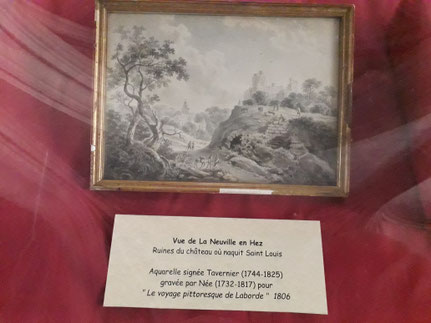 Vue de La Neuville en Hez
Ruines du château où naquit Saint Louis
Aquarelle signée Tavernier (1744-1825)
gravée par Née (1732-1817) pour
" Le voyage pittoresque de Laborde " 1806